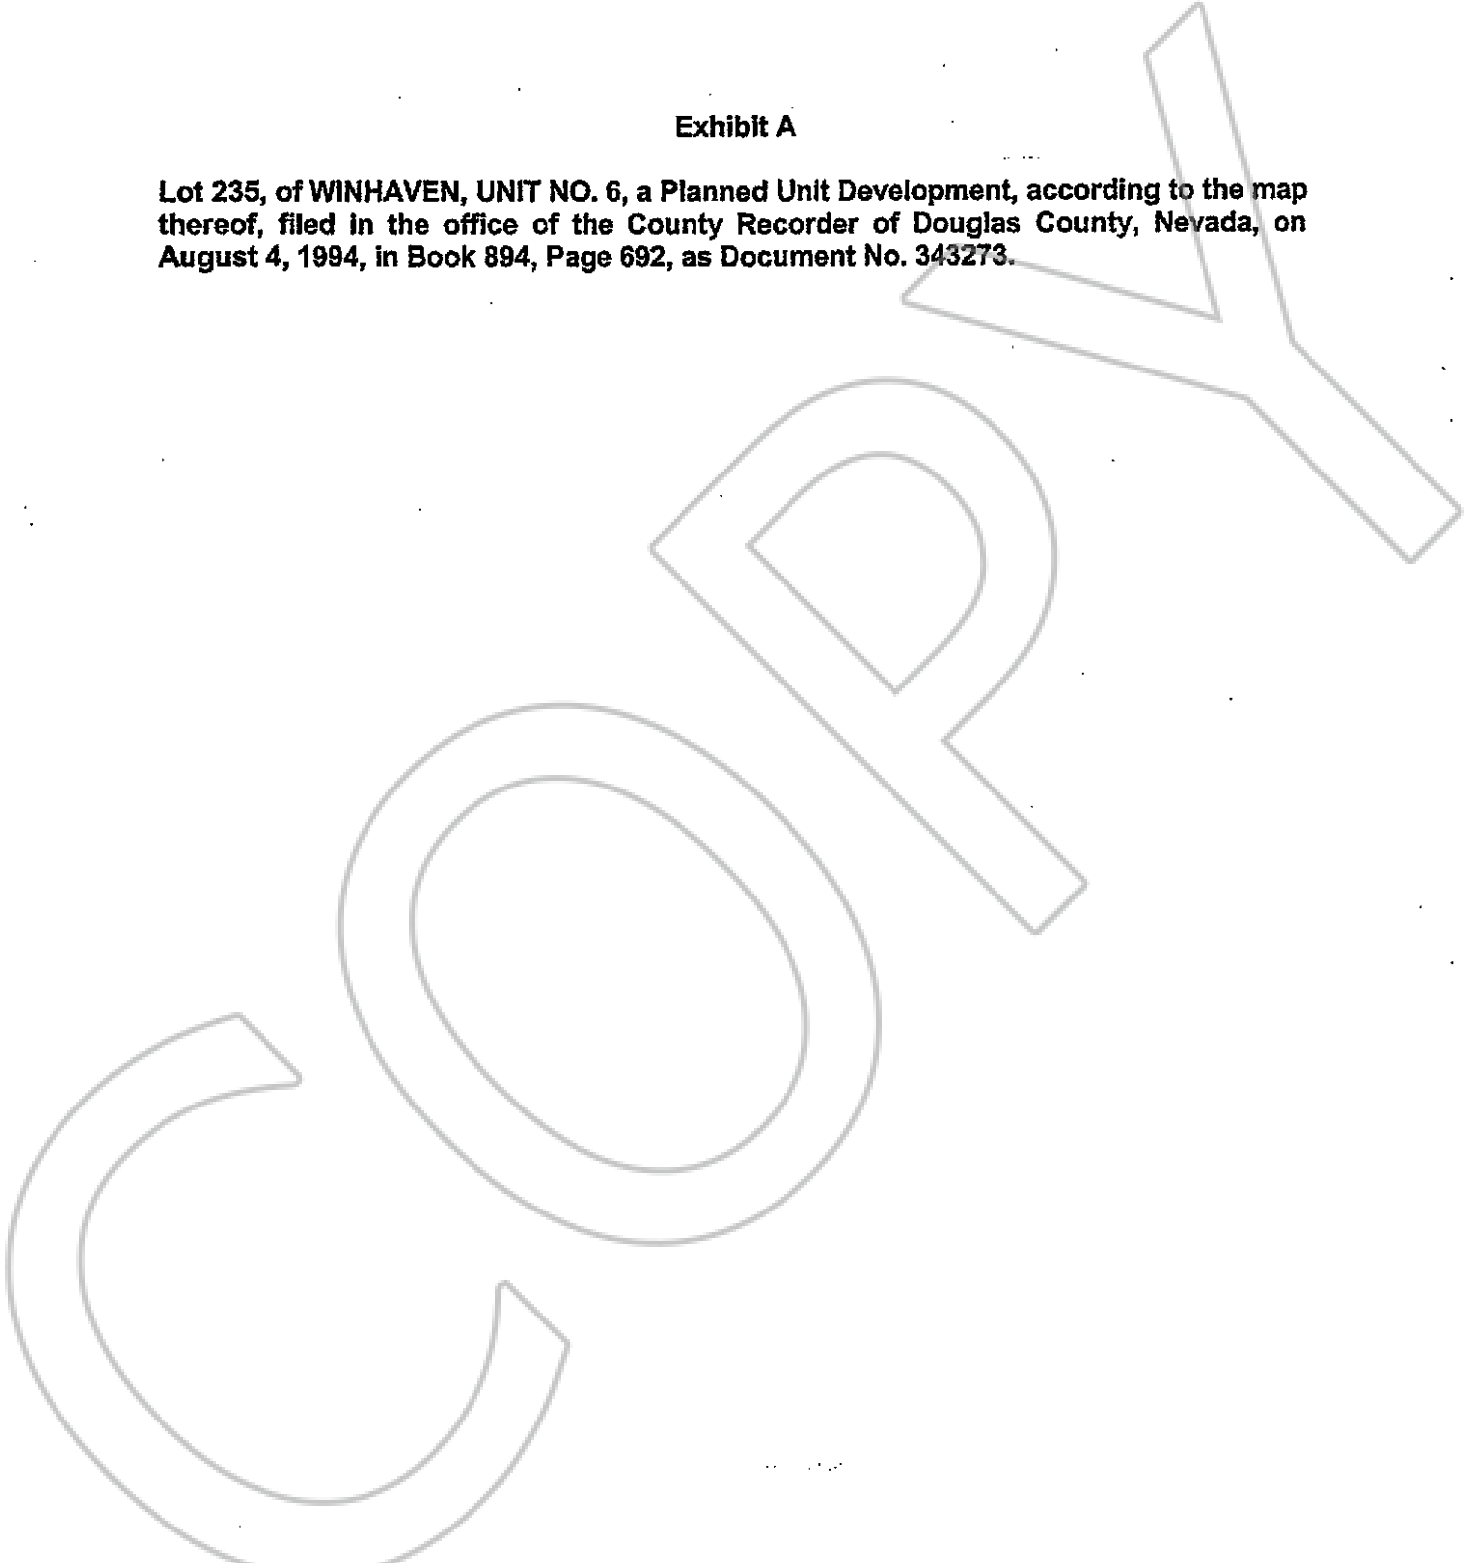 Exhibit A
Lot 235, of WINHAVEN, UNIT NO. 6, a Planned Unit Development, according to the map
thereof, filed in the office of the County Recorder of Douglas County, Nevada, on
August 4, 1994, in Book 894, Page 692, as Document No. 343273.
COPY